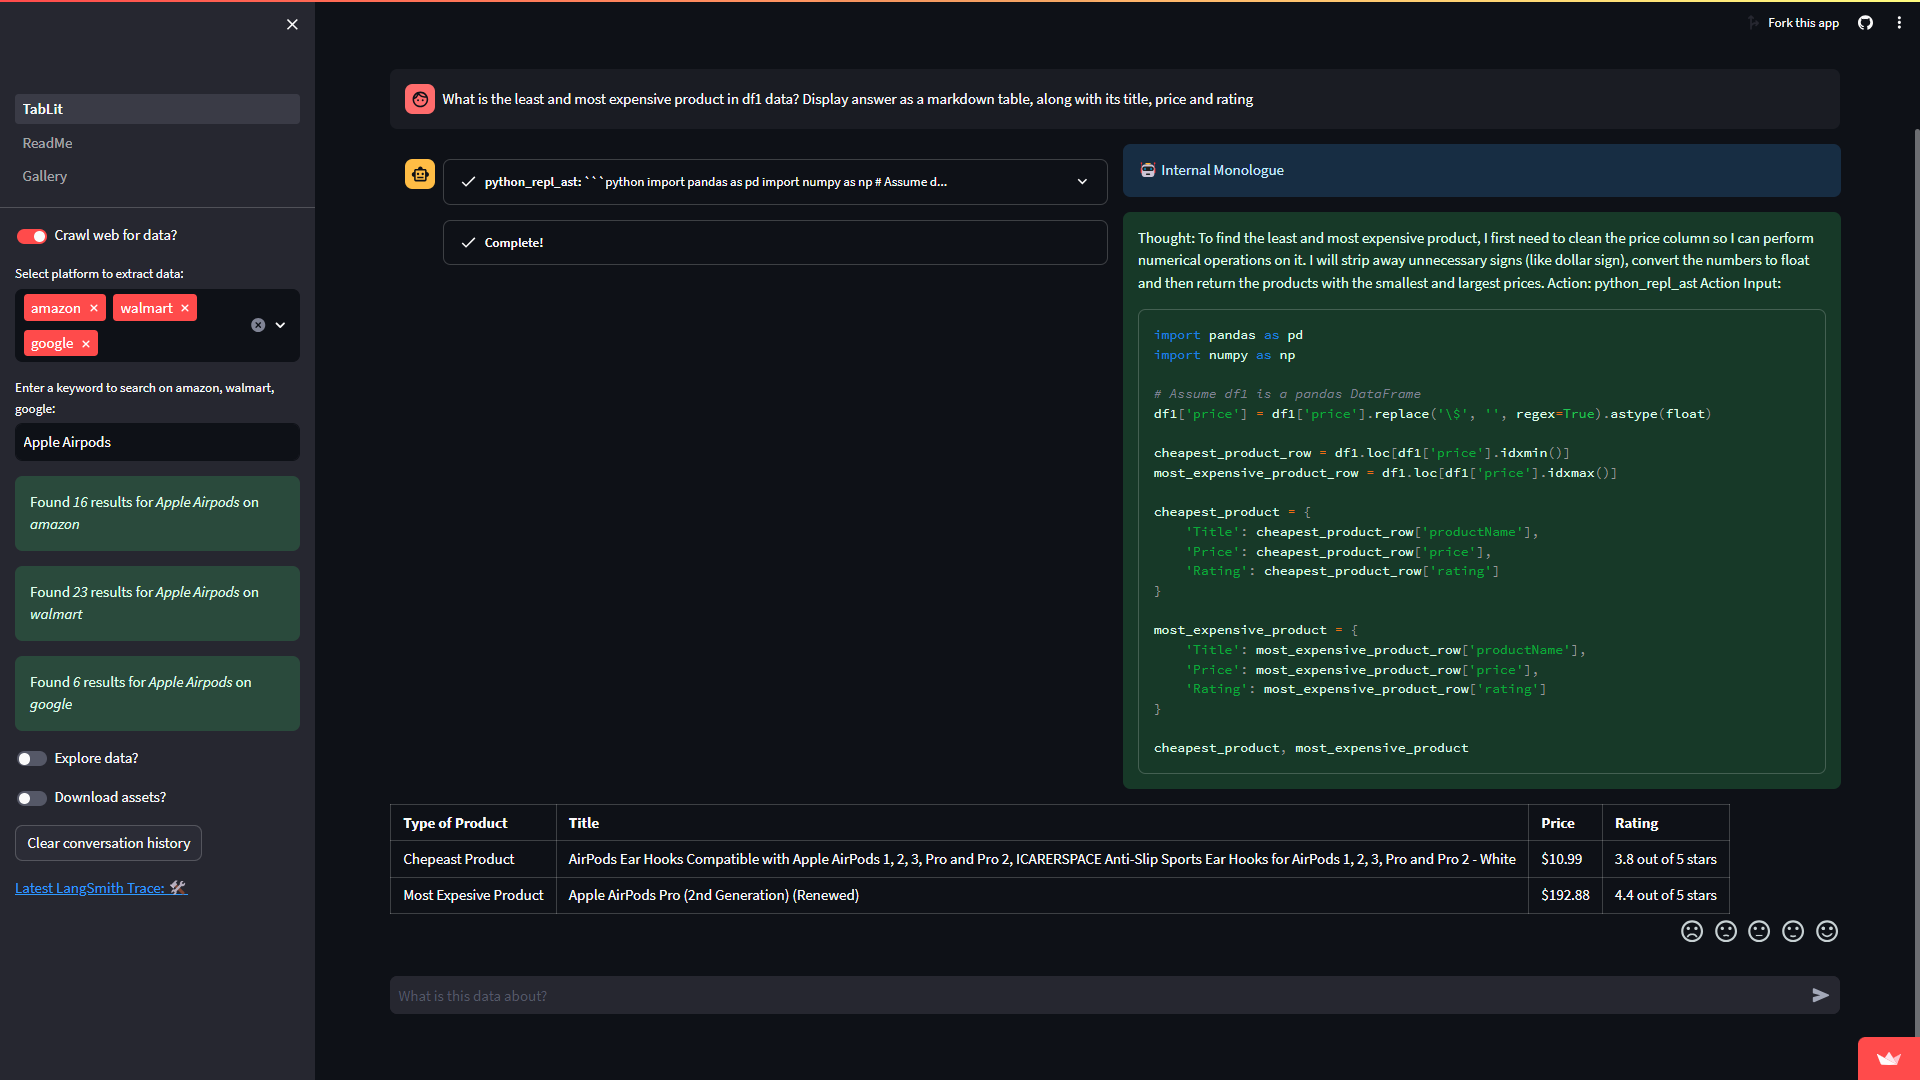 Fork this app
TabLit
ReadMe
Gallery
Crawl web for data?
Select platform to extract data:
amazon
walmart
google
Enter a keyword to search on amazon, walmart,
google:
Apple Airpods
Found 16 results for Apple Airpods on
amazon
Found 23 results for Apple Airpods on
walmart
Found 6 results for Apple Airpods on
google
Explore data?
Download assets?
Clear conversation history
Latest LangSmith Trace: 🛠️
What is the least and most expensive product in df1 data? Display answer as a markdown table, along with its title, price and rating
python_repl_ast: ```python import pandas as pd import numpy as np # Assume d...
Complete!
Internal Monologue
Thought: To find the least and most expensive product, I first need to clean the price column so I can perform
numerical operations on it. I will strip away unnecessary signs (like dollar sign), convert the numbers to float
and then return the products with the smallest and largest prices. Action: python_repl_ast Action Input:
import pandas as pd
import numpy as np
# Assume df1 is a pandas DataFrame
df1['price'] = df1['price'].replace('\$', '', regex=True).astype(float)
cheapest_product_row = df1.loc[df1['price'].idxmin()]
most_expensive_product_row = df1.loc[df1['price'].idxmax()]
cheapest_product = {
    'Title': cheapest_product_row['productName'],
    'Price': cheapest_product_row['price'],
    'Rating': cheapest_product_row['rating']
}
most_expensive_product = {
    'Title': most_expensive_product_row['productName'],
    'Price': most_expensive_product_row['price'],
    'Rating': most_expensive_product_row['rating']
}
cheapest_product, most_expensive_product
Type of Product Title Price Rating
Chepeast Product AirPods Ear Hooks Compatible with Apple AirPods 1, 2, 3, Pro and Pro 2, ICARERSPACE Anti-Slip Sports Ear Hooks for AirPods 1, 2, 3, Pro and Pro 2 - White $10.99 3.8 out of 5 stars
Most Expesive Product Apple AirPods Pro (2nd Generation) (Renewed) $192.88 4.4 out of 5 stars
What is this data about?